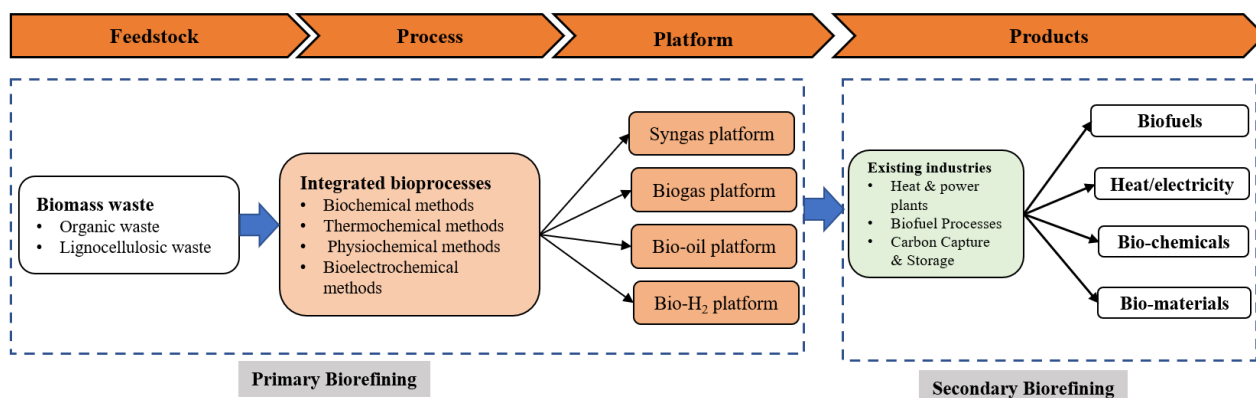 Feedstock
Process
Platform
Products
Biomass waste
• Organic waste
• Lignocellulosic waste
Integrated bioprocesses
• Biochemical methods
• Thermochemical methods
• Physiochemical methods
• Bioelectrochemical
methods
Syngas platform
Biogas platform
Bio-oil platform
Bio-H₂ platform
Existing industries
• Heat & power
plants
• Biofuel Processes
• Carbon Capture
& Storage
Biofuels
Heat/electricity
Bio-chemicals
Bio-materials
Primary Biorefining
Secondary Biorefining